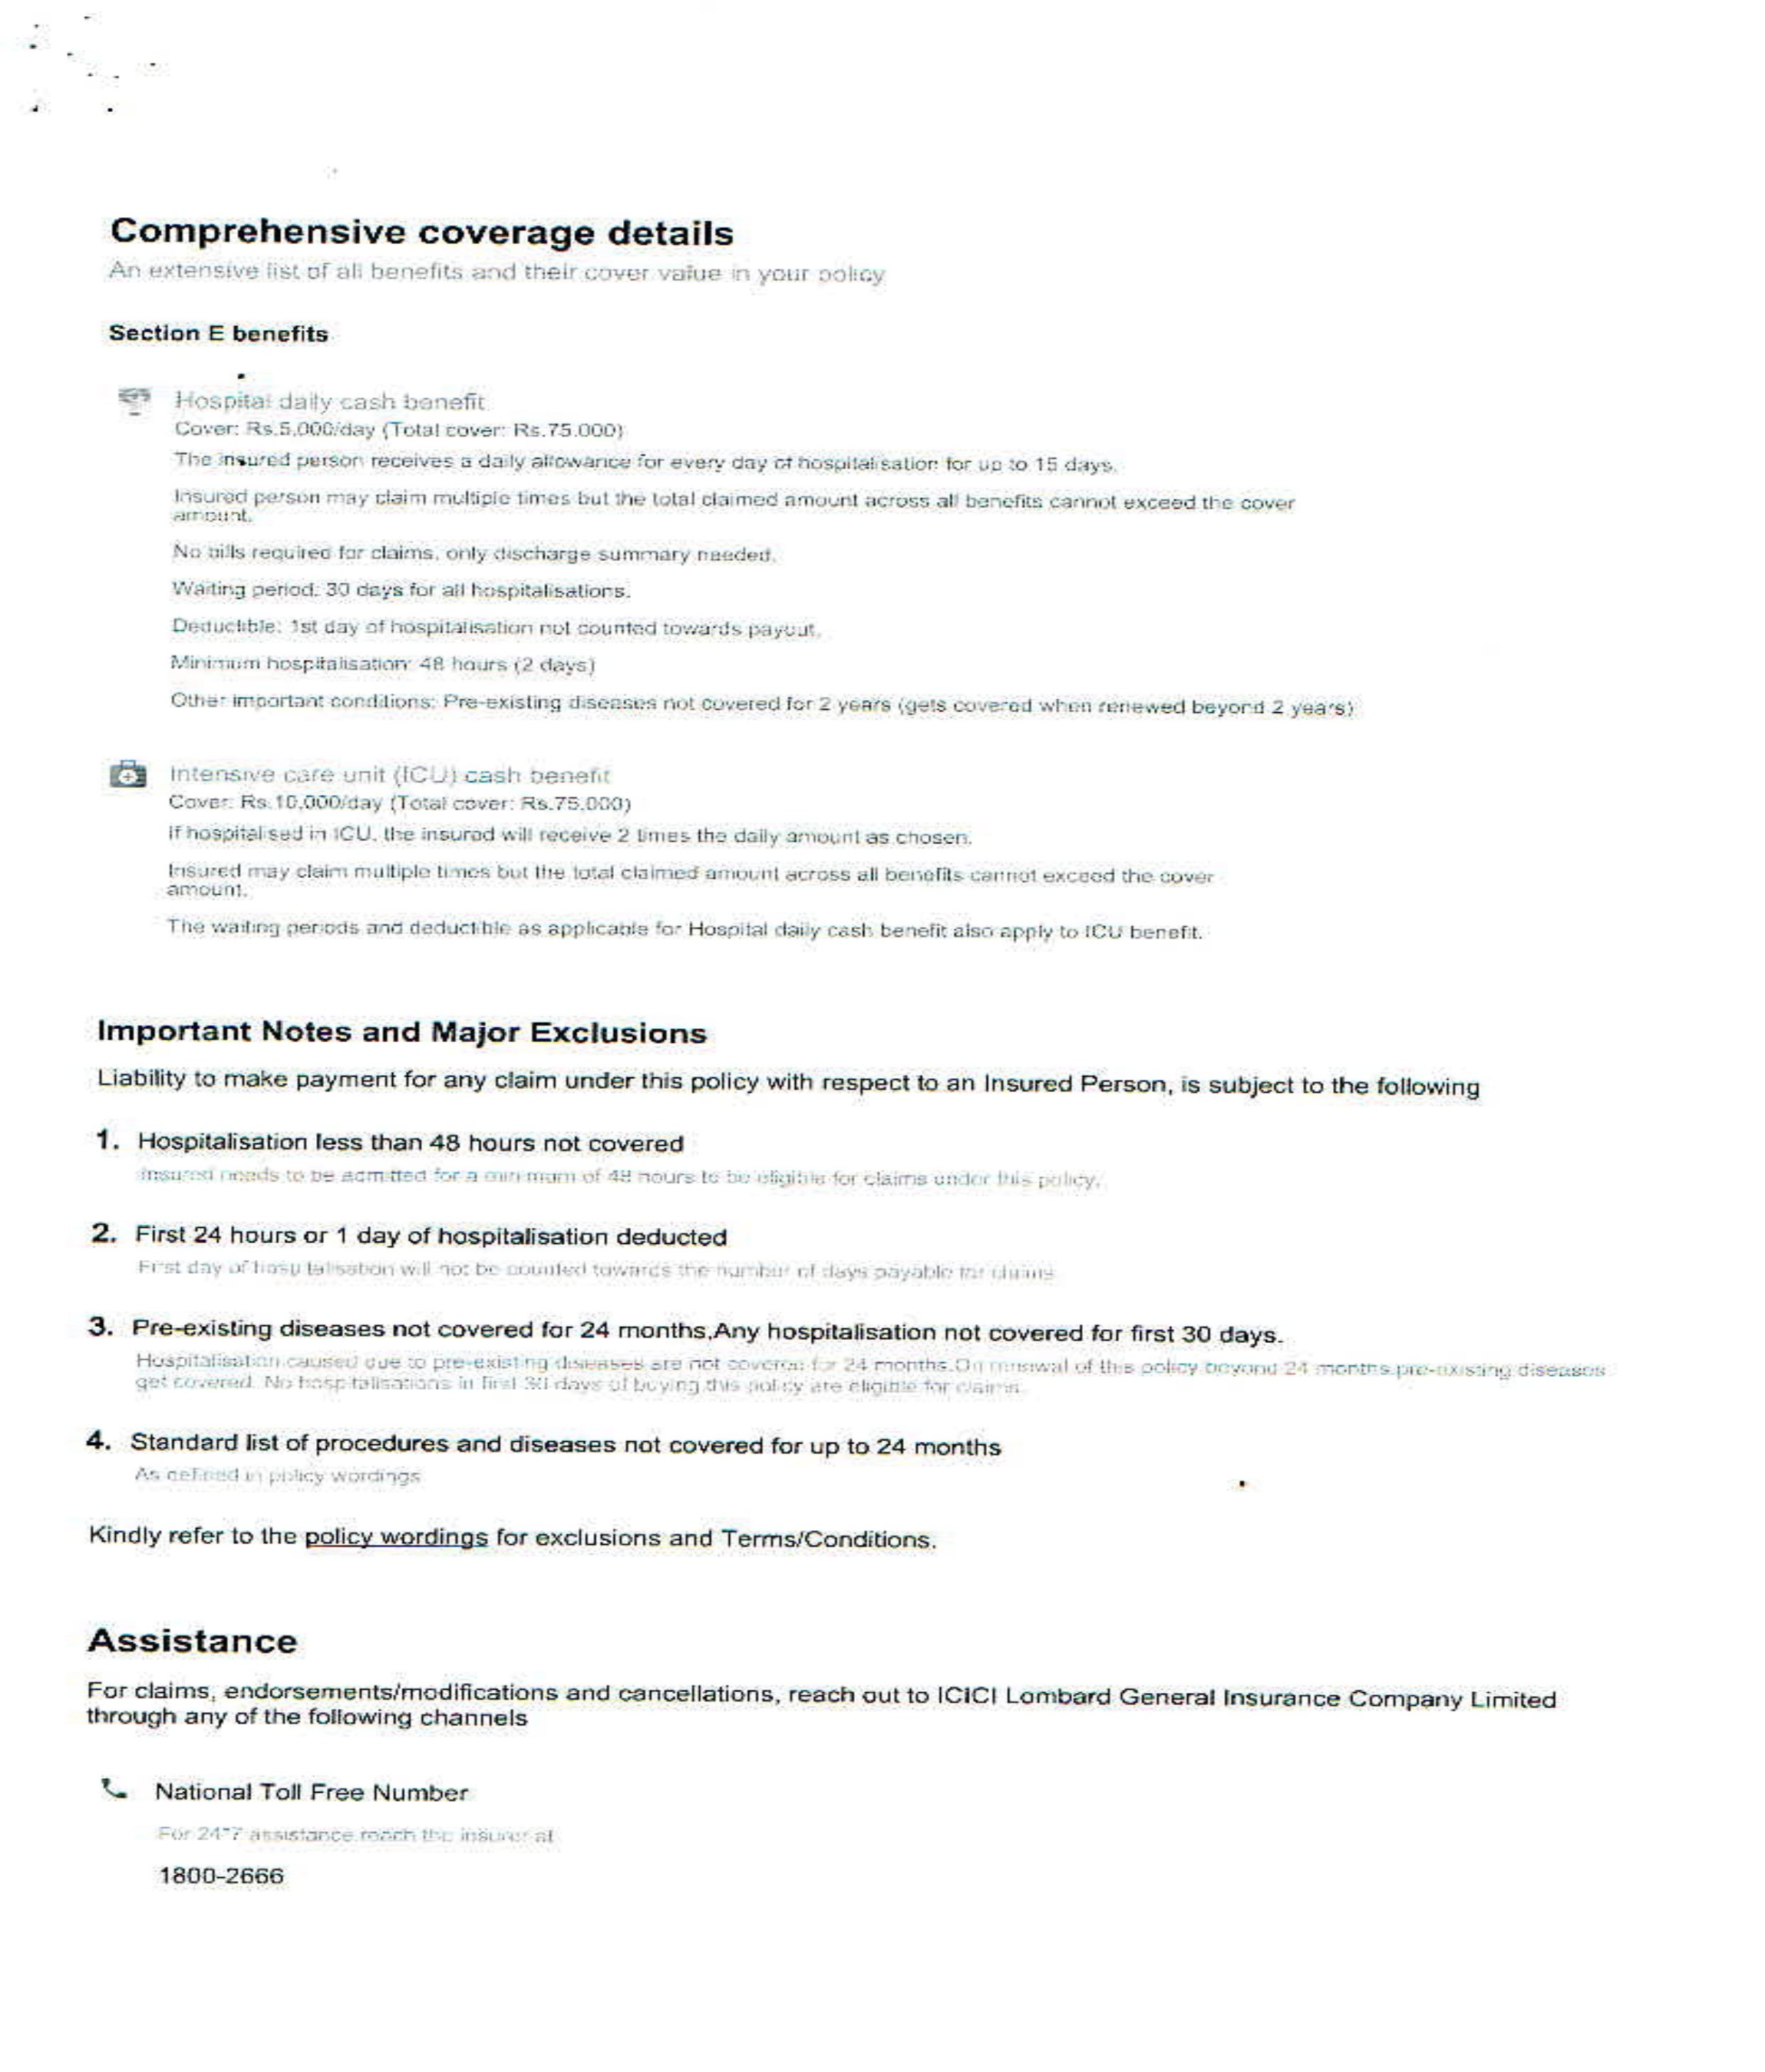 Comprehensive coverage details
An extensive list of all benefits and their cover value in your policy
Section E benefits
Hospital daily cash benefit
Cover: Rs.5,000/day (Total cover: Rs.75,000)
The insured person receives a daily allowance for every day of hospitalisation for up to 15 days.
Insured person may claim multiple times but the total claimed amount across all benefits cannot exceed the cover
amount.
No bills required for claims, only discharge summary needed.
Waiting period: 30 days for all hospitalisations.
Deductible: 1st day of hospitalisation not counted towards payout.
Minimum hospitalisation: 48 hours (2 days)
Other important conditions: Pre-existing diseases not covered for 2 years (gets covered when renewed beyond 2 years)
Intensive care unit (ICU) cash benefit
Cover: Rs.10,000/day (Total cover: Rs.75,000)
If hospitalised in ICU, the insured will receive 2 times the daily amount as chosen.
Insured may claim multiple times but the total claimed amount across all benefits cannot exceed the cover
amount.
The waiting periods and deductible as applicable for Hospital daily cash benefit also apply to ICU benefit.
Important Notes and Major Exclusions
Liability to make payment for any claim under this policy with respect to an Insured Person, is subject to the following
1. Hospitalisation less than 48 hours not covered
Insured needs to be admitted for a minimum of 48 hours to be eligible for claims under this policy.
2. First 24 hours or 1 day of hospitalisation deducted
First day of hospitalisation will not be counted towards the number of days payable for claims
3. Pre-existing diseases not covered for 24 months,Any hospitalisation not covered for first 30 days.
Hospitalisation caused due to pre-existing diseases are not covered for 24 months.On renewal of this policy beyond 24 months,pre-existing diseases
get covered. No hospitalisations in first 30 days of buying this policy are eligible for claims.
4. Standard list of procedures and diseases not covered for up to 24 months
As defined in policy wordings
Kindly refer to the policy wordings for exclusions and Terms/Conditions.
Assistance
For claims, endorsements/modifications and cancellations, reach out to ICICI Lombard General Insurance Company Limited
through any of the following channels
National Toll Free Number
For 24*7 assistance,reach the insurer at
1800-2666